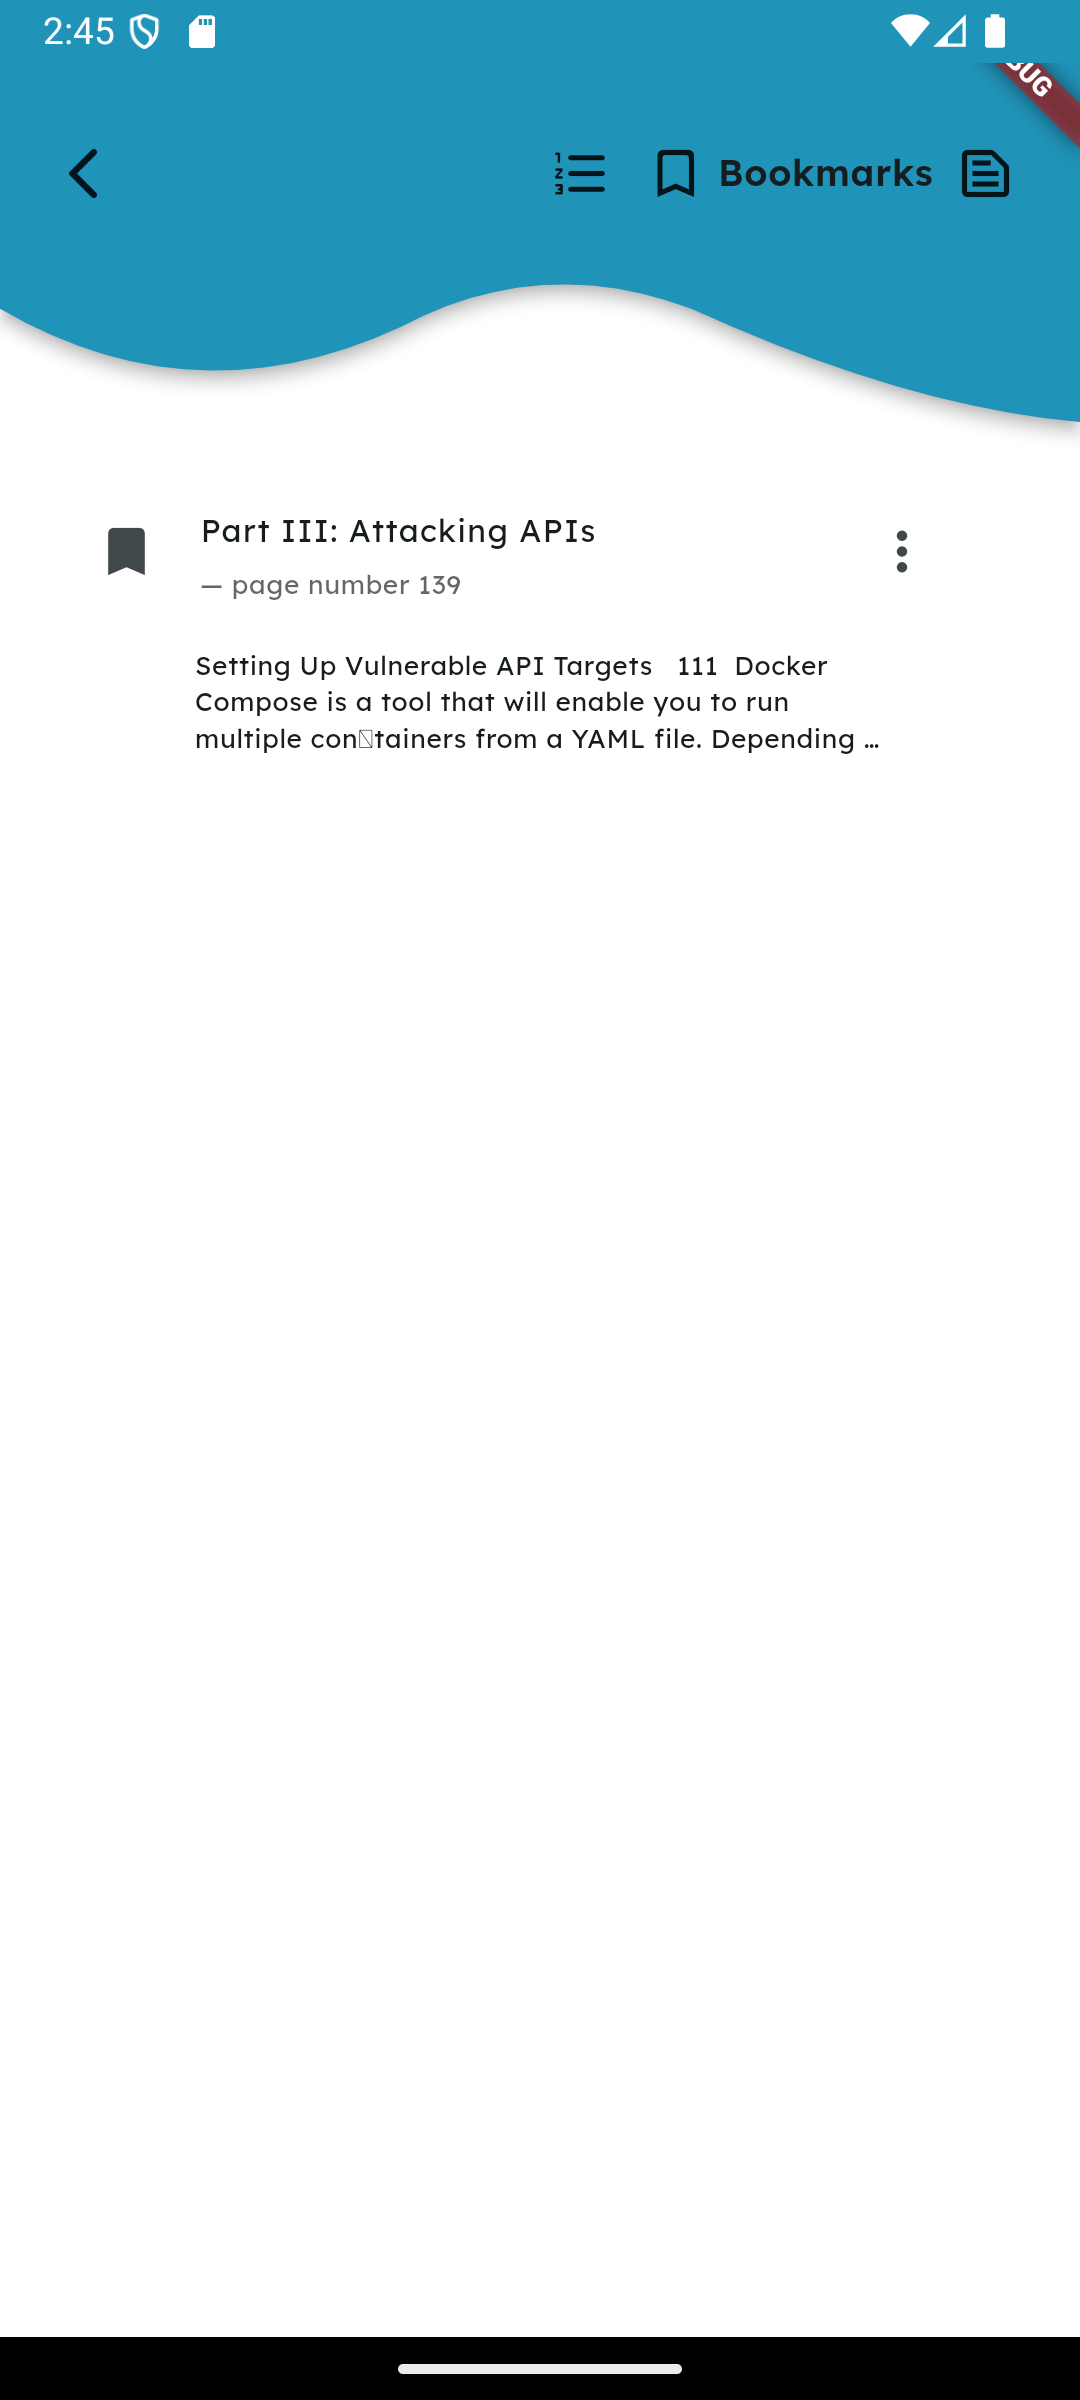 2:45
BUG
Bookmarks
Part III: Attacking APIs
— page number 139
Setting Up Vulnerable API Targets 111 Docker
Compose is a tool that will enable you to run
multiple con􀀁tainers from a YAML file. Depending ...